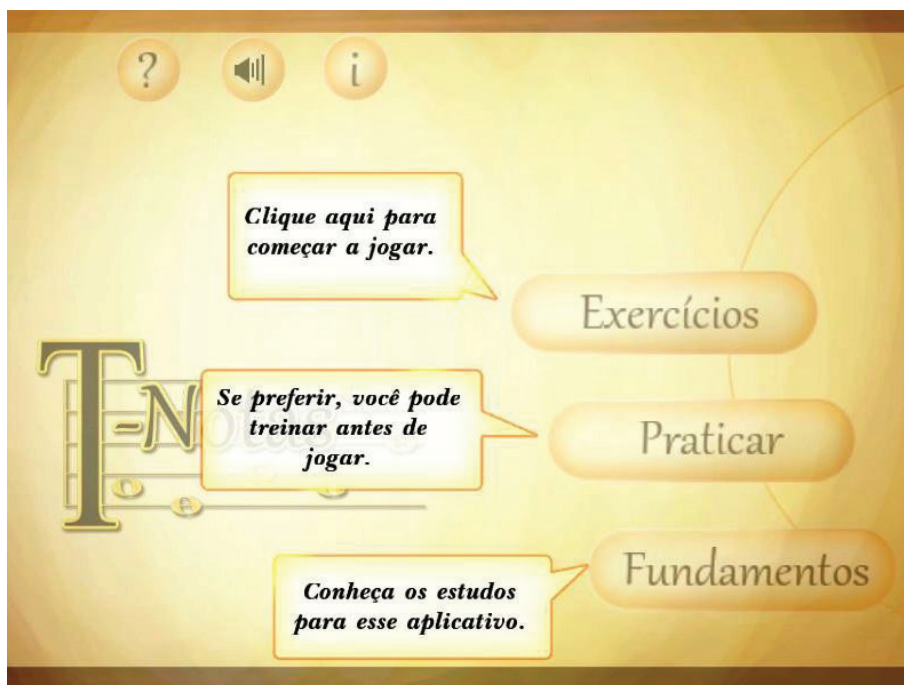 ?
i
Clique aqui para
começar a jogar.
Exercícios
T-Notas
Se preferir, você pode
treinar antes de
jogar.
Praticar
Fundamentos
Conheça os estudos
para esse aplicativo.